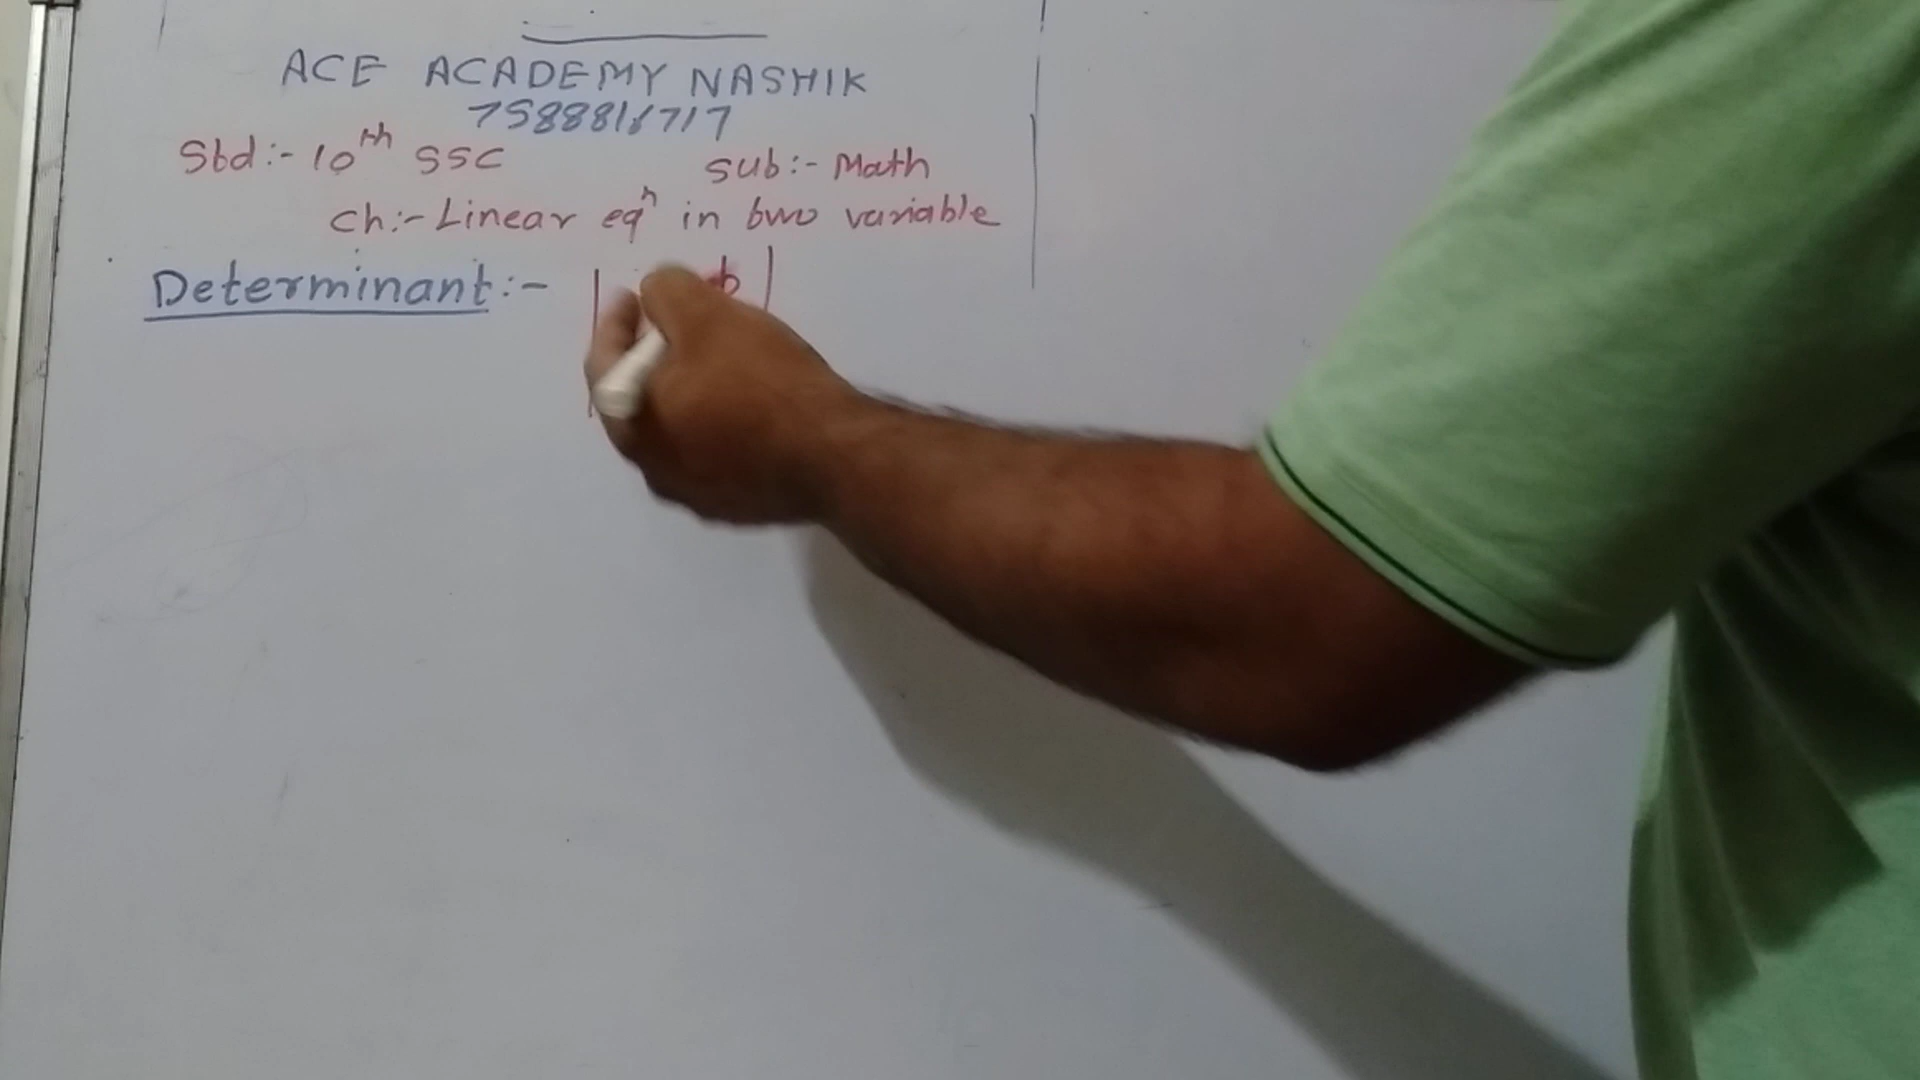 ACE ACADEMY NASHIK
7588816717
Std:- 10th SSC Sub:- Math
Ch:- Linear eqn in two variable
Determinant:- | b |